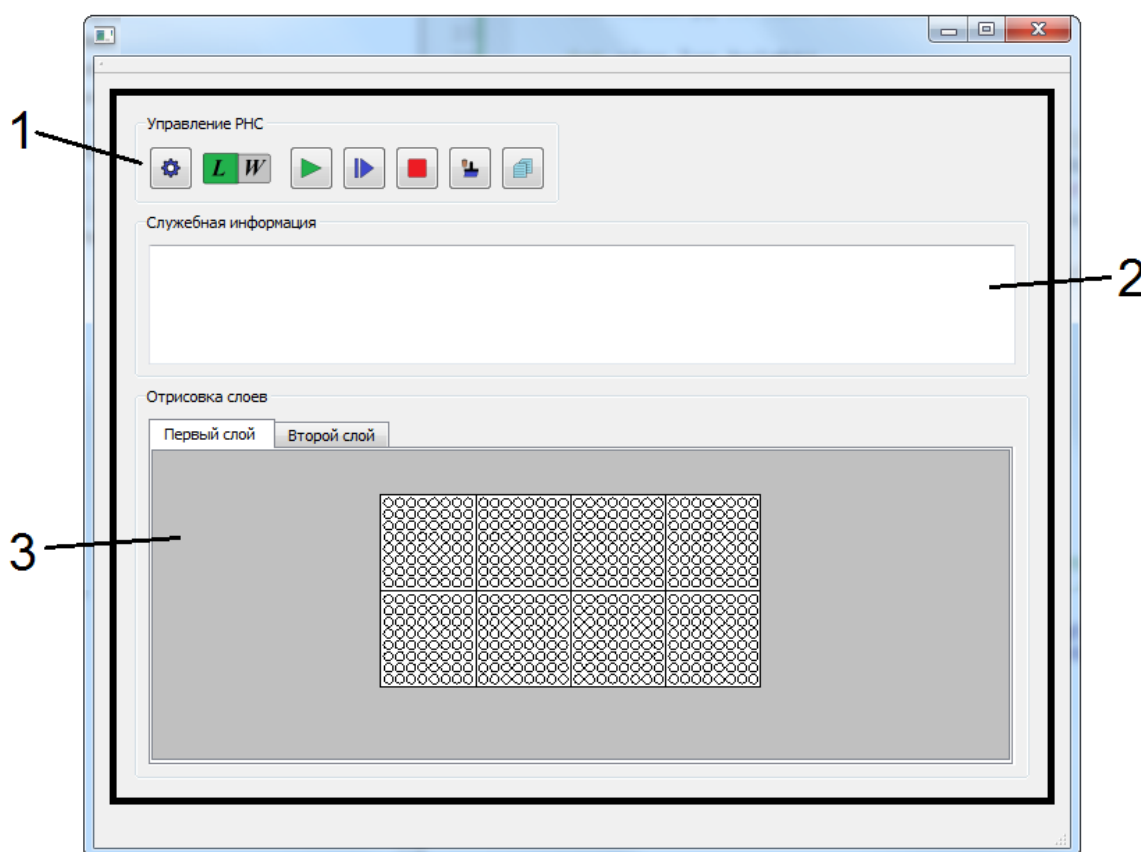 1
Управление РНС
L W
Служебная информация
2
Отрисовка слоев
Первый слой Второй слой
3